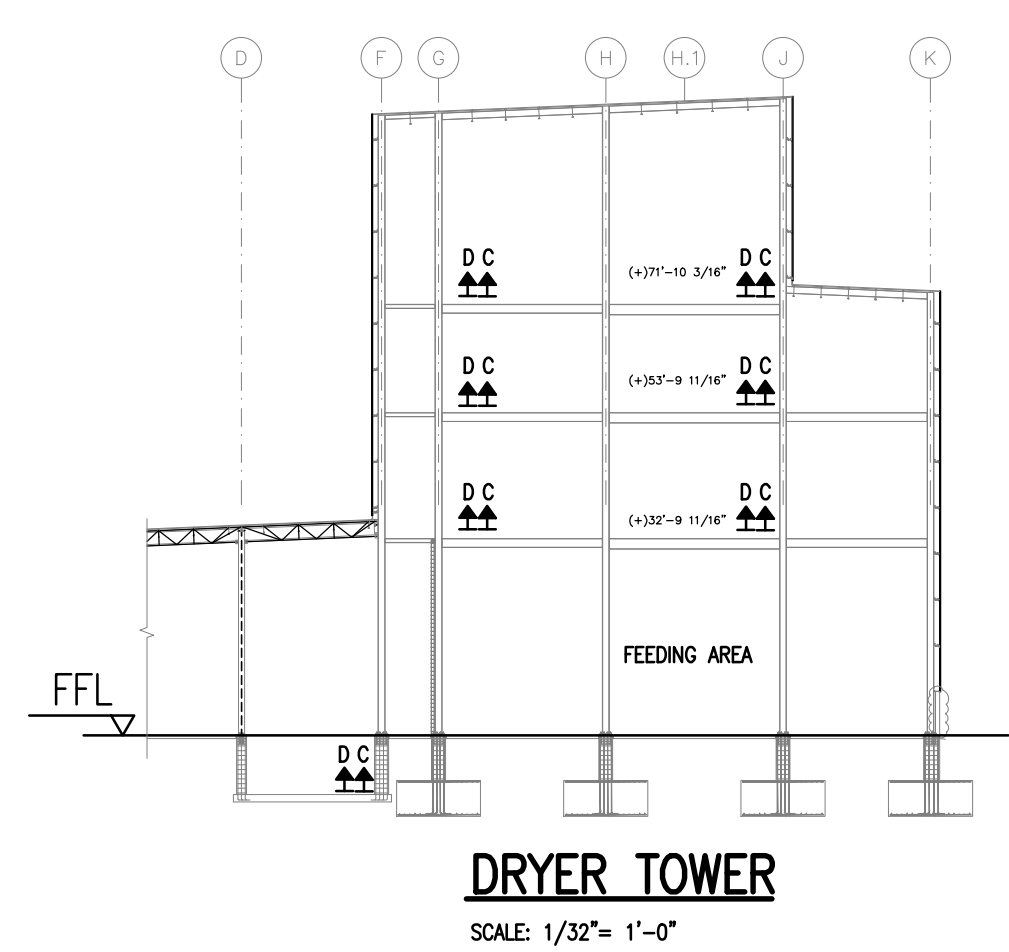 D F G H H.1 J K
D C (+)71'-10 3/16" D C
D C (+)53'-9 11/16" D C
D C (+)32'-9 11/16" D C
FEEDING AREA
FFL
D C
DRYER TOWER
SCALE: 1/32"= 1'-0"